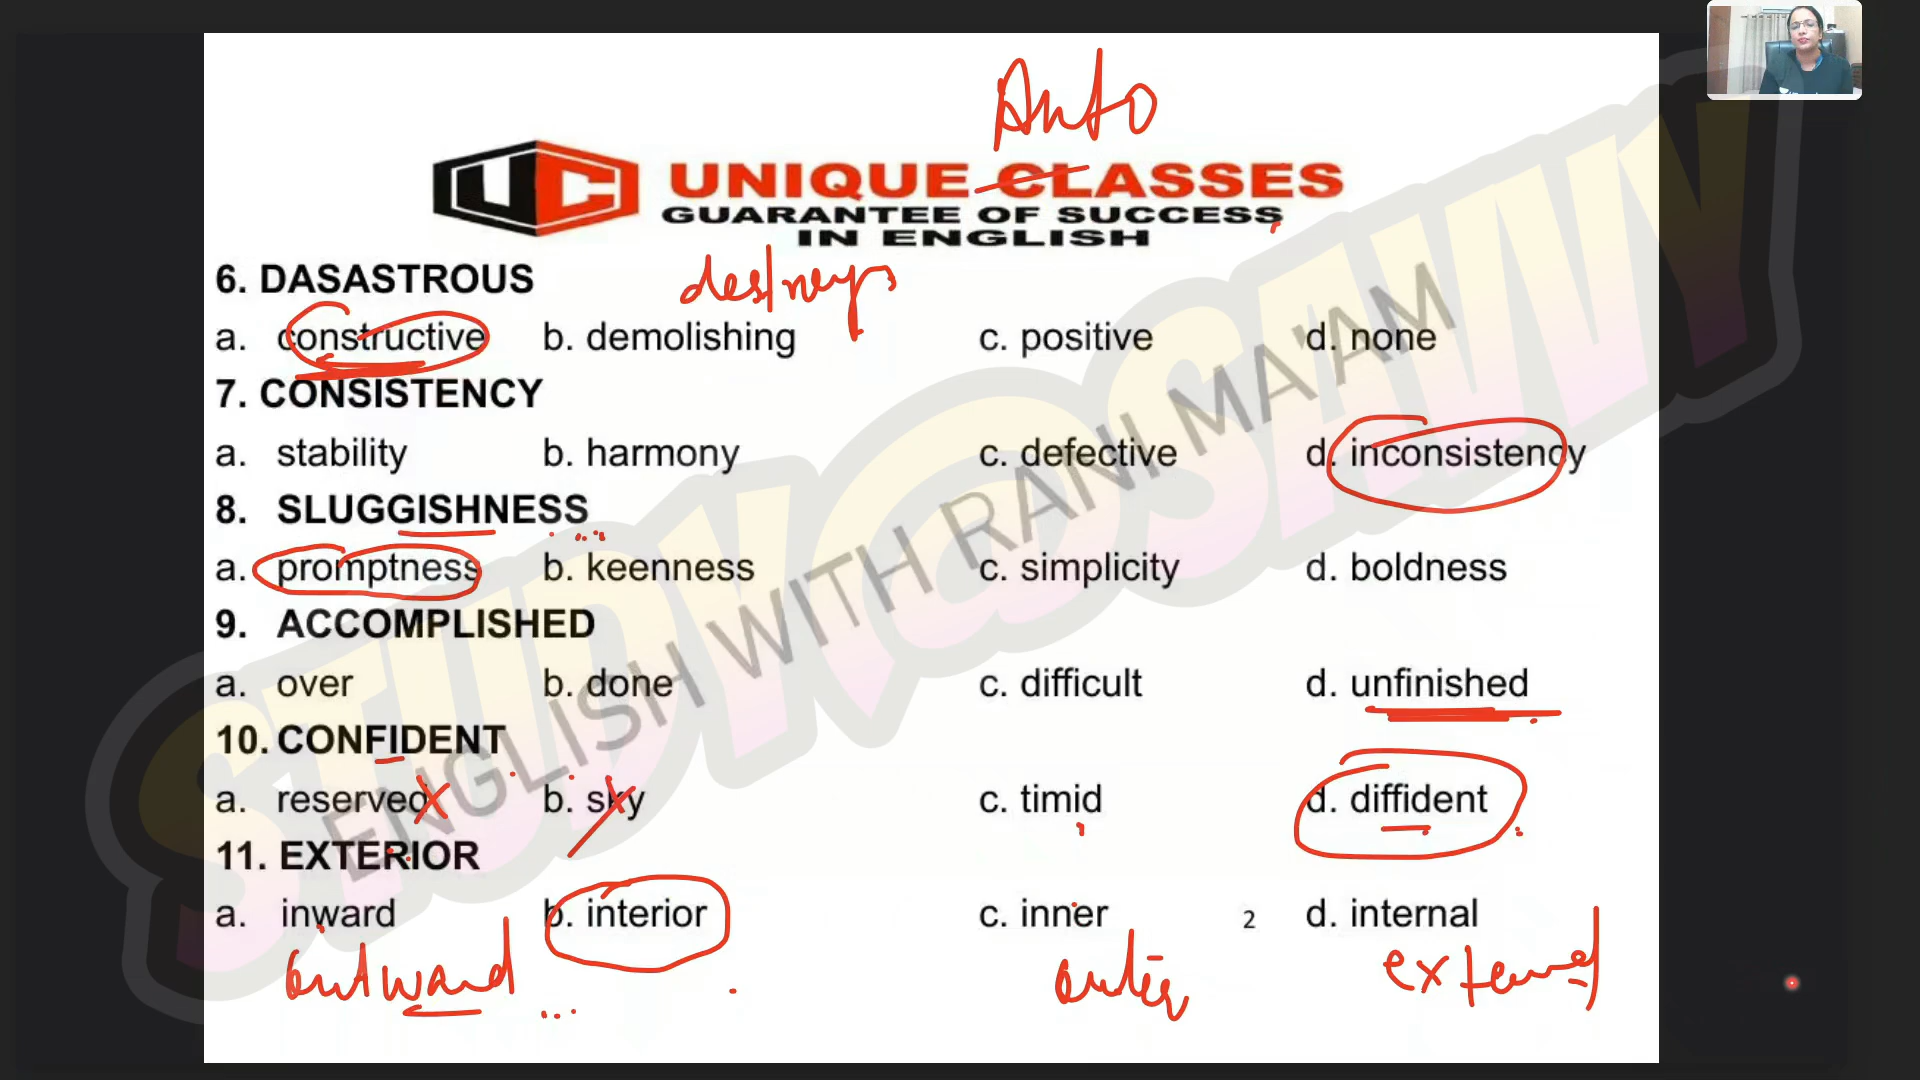 Anto
UC UNIQUE CLASSES
GUARANTEE OF SUCCESS
IN ENGLISH
6. DASASTROUS destroys
a. constructive b. demolishing c. positive d. none
7. CONSISTENCY
a. stability b. harmony c. defective d. inconsistency
8. SLUGGISHNESS
a. promptness b. keenness c. simplicity d. boldness
9. ACCOMPLISHED
a. over b. done c. difficult d. unfinished
10. CONFIDENT
a. reserved b. sky c. timid d. diffident
11. EXTERIOR
a. inward b. interior c. inner 2 d. internal
outward outer external
STUDY@SAVVY
ENGLISH WITH RANI MA'AM